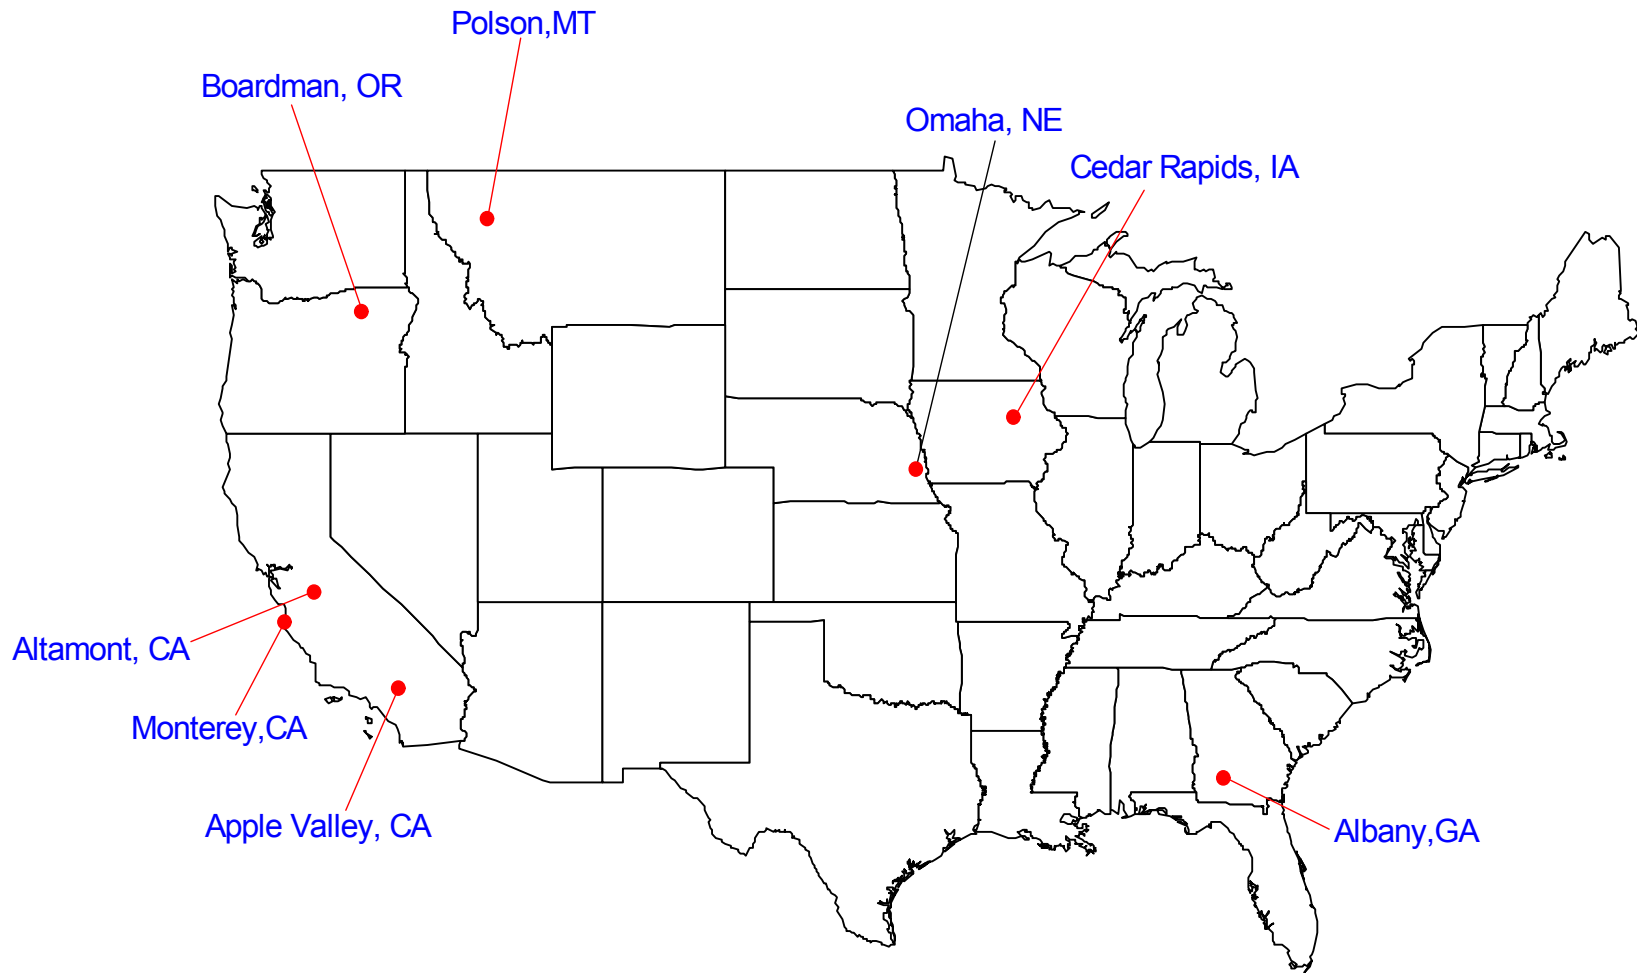 Polson,MT
Boardman, OR
Omaha, NE
Cedar Rapids, IA
Altamont, CA
Monterey,CA
Apple Valley, CA
Albany,GA